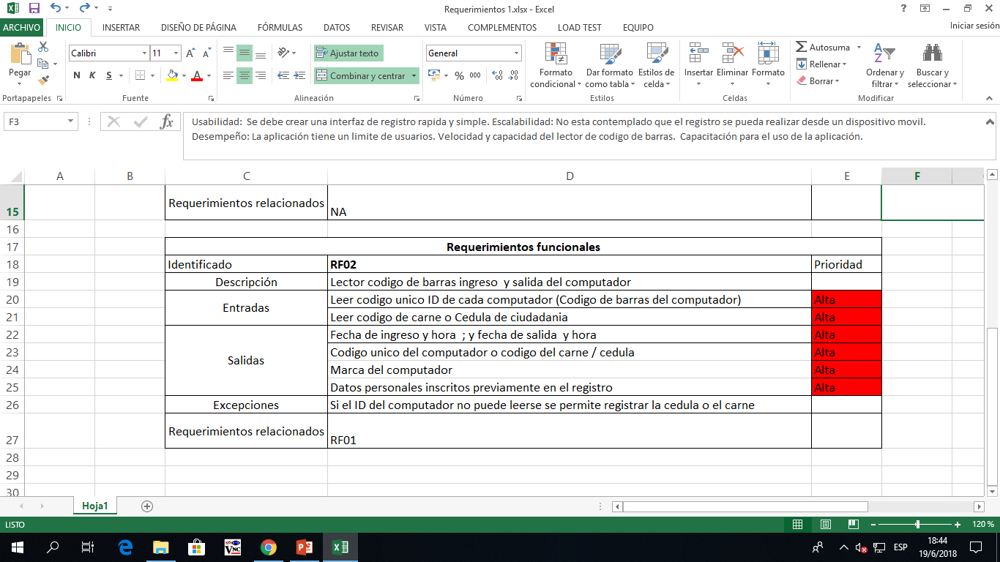 Requerimientos 1.xlsx - Excel
ARCHIVO INICIO INSERTAR DISEÑO DE PÁGINA FÓRMULAS DATOS REVISAR VISTA COMPLEMENTOS LOAD TEST EQUIPO Iniciar sesión
Pegar
Portapapeles
Calibri 11
N K S
Fuente
Ajustar texto
Combinar y centrar
Alineación
General
% 000
Número
Formato condicional
Dar formato como tabla
Estilos de celda
Estilos
Insertar Eliminar Formato
Celdas
Autosuma
Rellenar
Borrar
Ordenar y filtrar
Buscar y seleccionar
Modificar
F3
fx
Usabilidad:  Se debe crear una interfaz de registro rapida y simple. Escalabilidad: No esta contemplado que el registro se pueda realizar desde un dispositivo movil.
Desempeño: La aplicación tiene un limite de usuarios. Velocidad y capacidad del lector de codigo de barras.  Capacitación para el uso de la aplicación.
A B C D E F
15 Requerimientos relacionados NA
16
17 Requerimientos funcionales
18 Identificado RF02 Prioridad
19 Descripción Lector codigo de barras ingreso  y salida del computador
Entradas
20 Leer codigo unico ID de cada computador (Codigo de barras del computador) Alta
21 Leer codigo de carne o Cedula de ciudadania Alta
Salidas
22 Fecha de ingreso y hora  ; y fecha de salida  y hora Alta
23 Codigo unico del computador o codigo del carne / cedula Alta
24 Marca del computador Alta
25 Datos personales inscritos previamente en el registro Alta
26 Excepciones Si el ID del computador no puede leerse se permite registrar la cedula o el carne
27 Requerimientos relacionados RF01
28
29
30
Hoja1
LISTO 120 %
ESP
18:44
19/6/2018